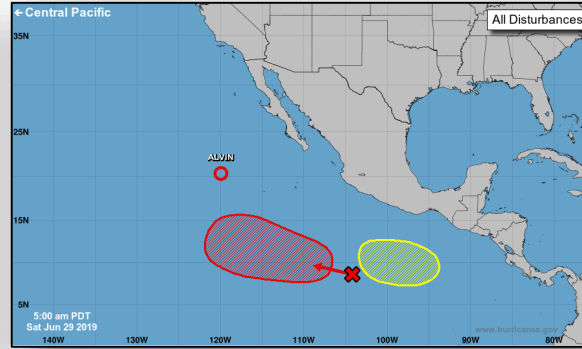 ← Central Pacific
All Disturbances
35N
25N
ALVIN
15N
5N
5:00 am PDT
Sat Jun 29 2019
www.hurricanes.gov
140W 130W 120W 110W 100W 90W 80W